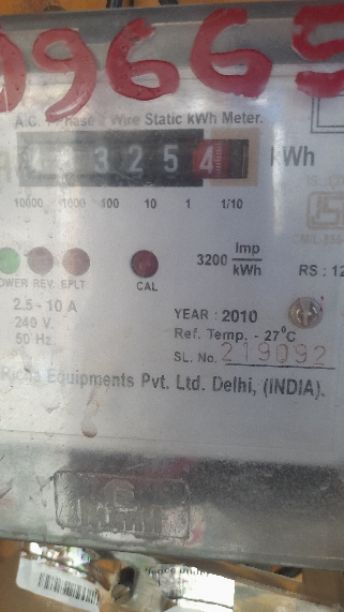 09665
A.C. 1 Phase 2 Wire Static kWh Meter.
3 2 5 4 kWh
10000 1000 100 10 1 1/10
3200 Imp/kWh
POWER REV. EPLT CAL
RS : 12
2.5 - 10 A
240 V.
50 Hz
YEAR : 2010
Ref. Temp. - 27°C
SL. No. 219092
Equipments Pvt. Ltd. Delhi, (INDIA).